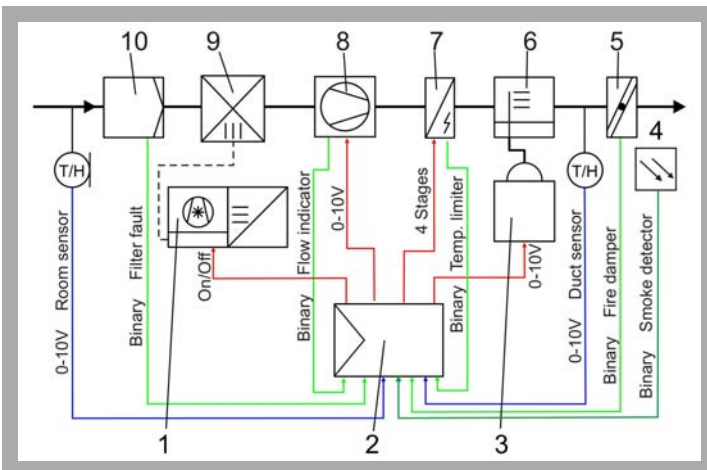 10
9
8
7
6
5
4
T/H
T/H
0-10V Room sensor
Binary Filter fault
On/Off
Binary Flow indicator
0-10V
4 Stages
Binary Temp. limiter
0-10V
0-10V Duct sensor
Binary Fire damper
Binary Smoke detector
1
2
3